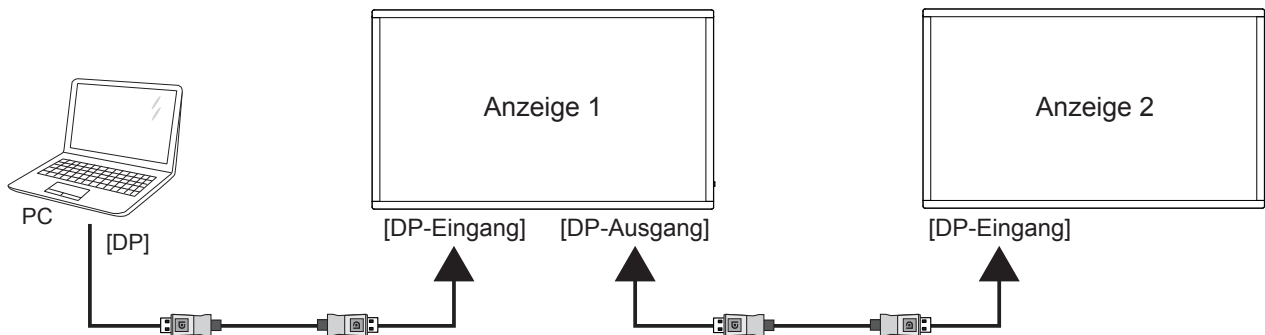 Anzeige 1
Anzeige 2
PC
[DP]
[DP-Eingang]
[DP-Ausgang]
[DP-Eingang]